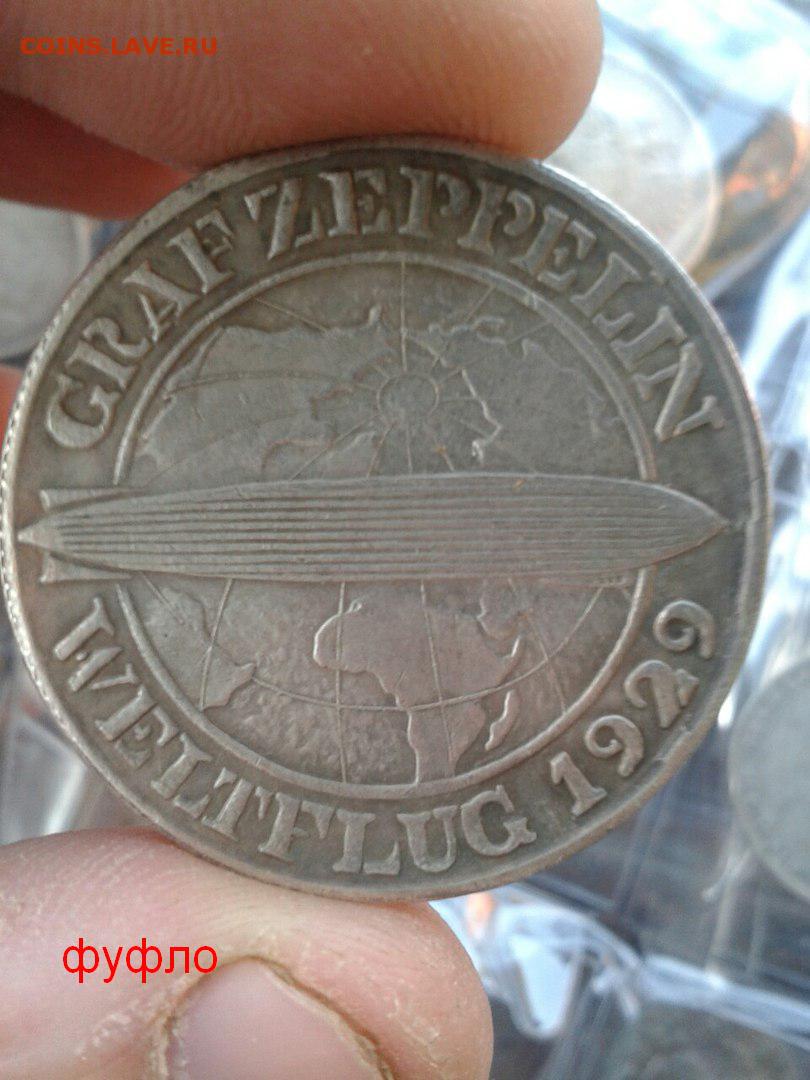 COINS.LAVE.RU
GRAF ZEPPELIN
WELTFLUG 1929
фуфло